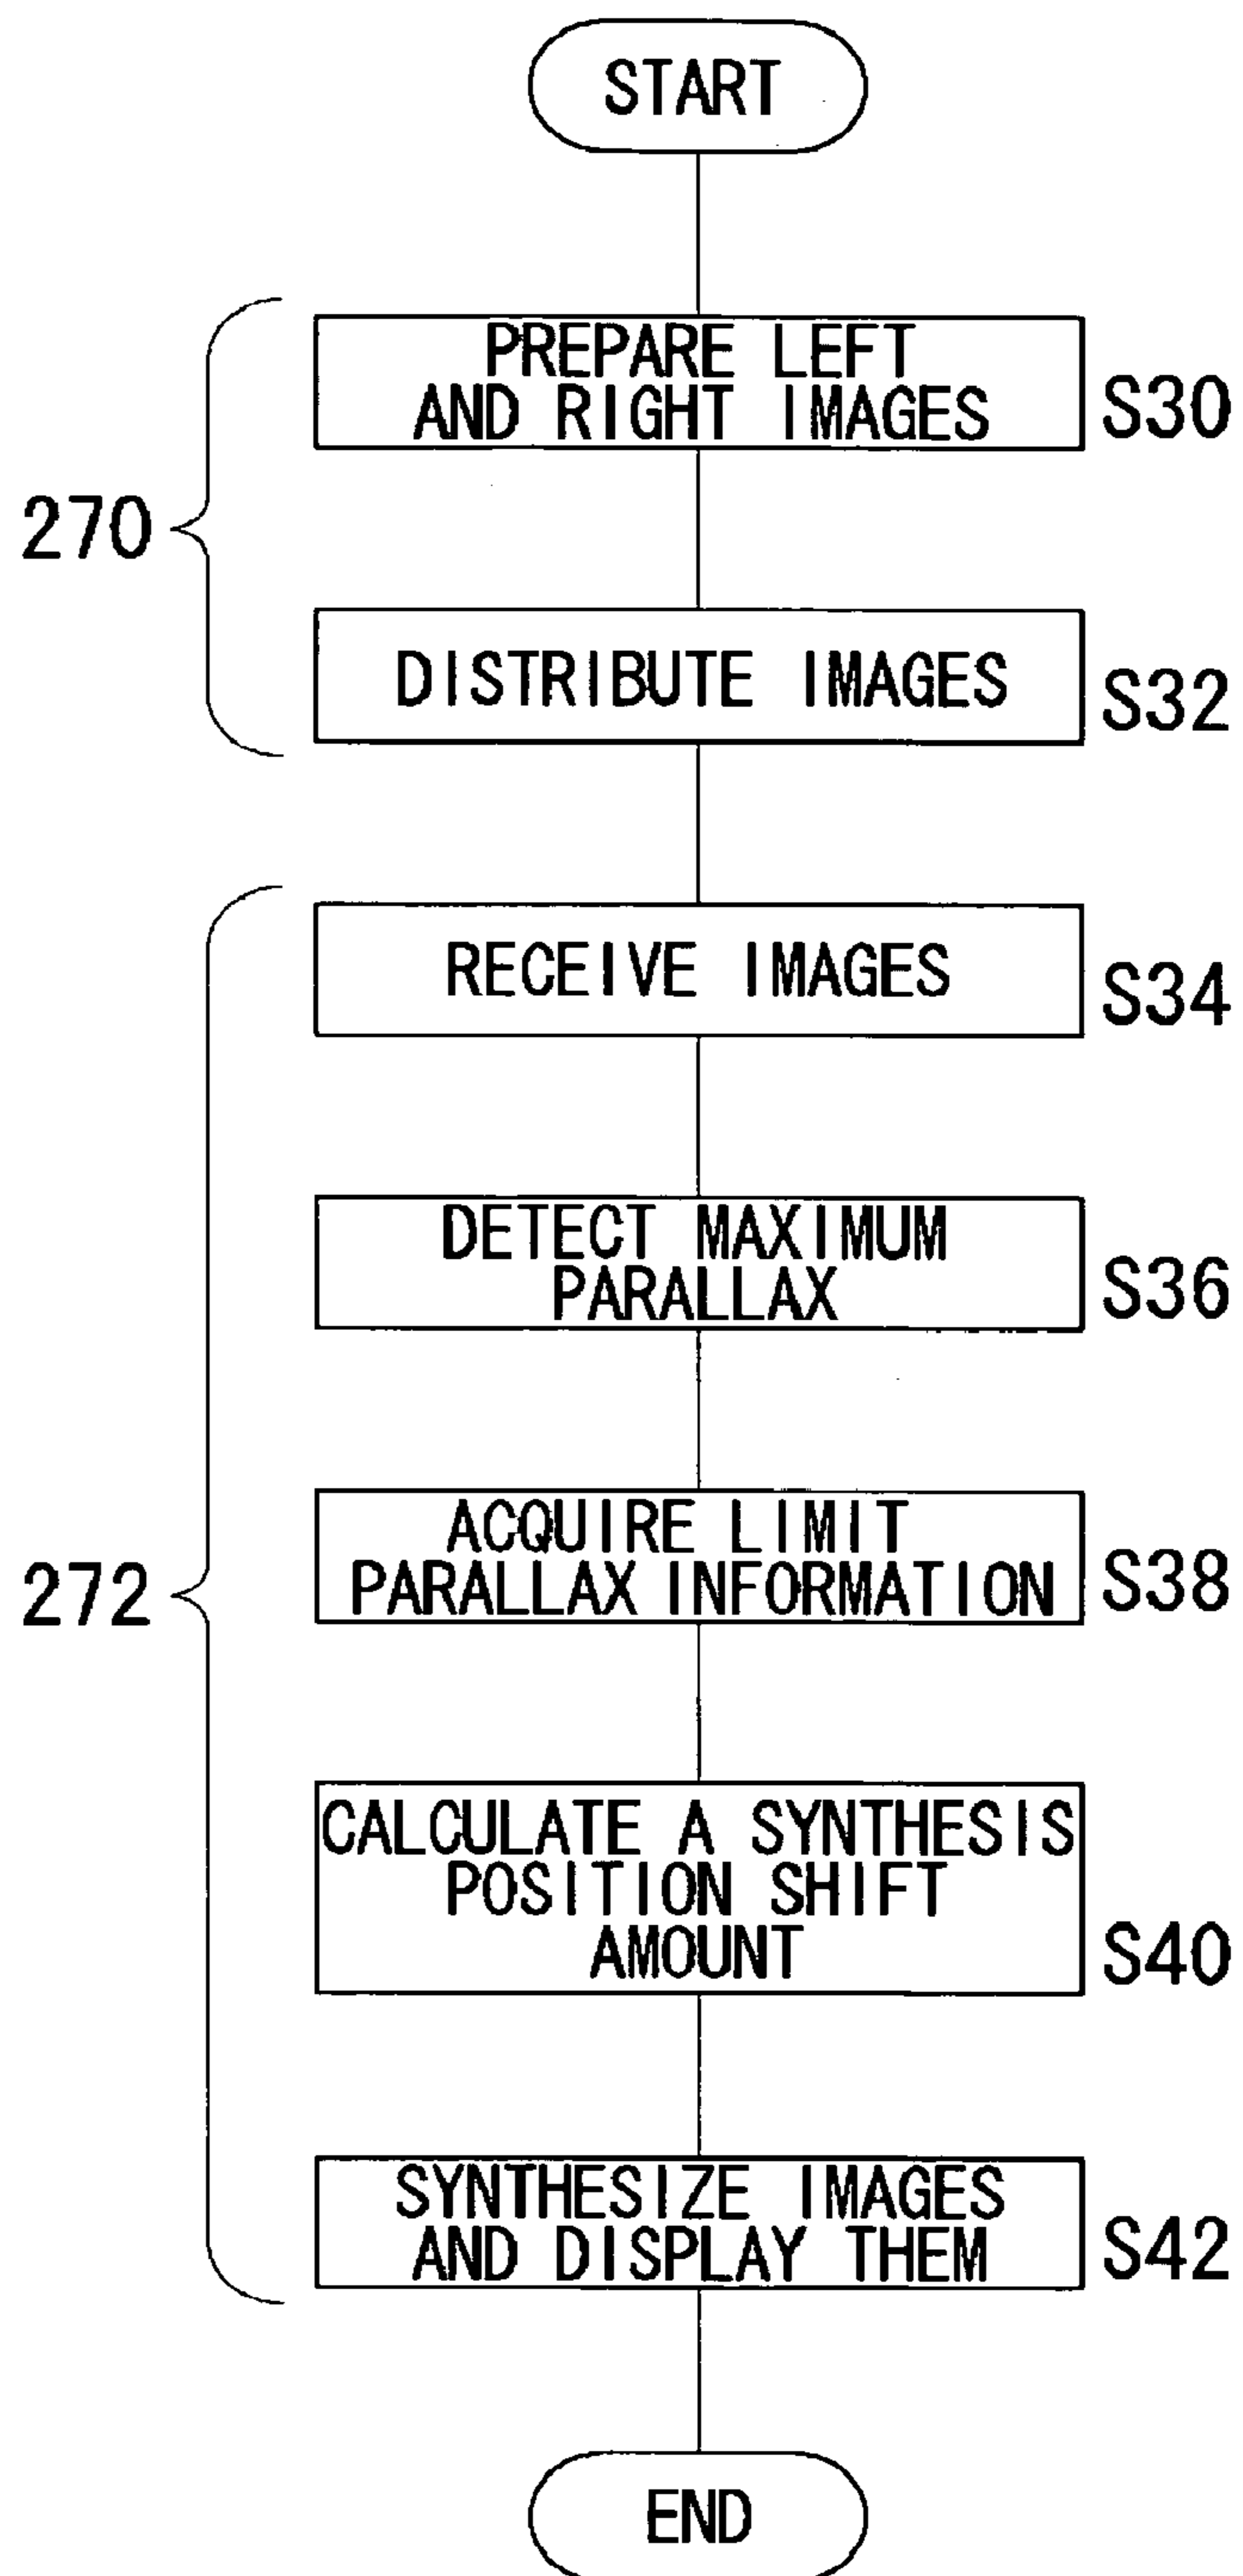 START
PREPARE LEFT
AND RIGHT IMAGES
S30
270
DISTRIBUTE IMAGES
S32
RECEIVE IMAGES
S34
DETECT MAXIMUM
PARALLAX
S36
ACQUIRE LIMIT
PARALLAX INFORMATION
S38
272
CALCULATE A SYNTHESIS
POSITION SHIFT
AMOUNT
S40
SYNTHESIZE IMAGES
AND DISPLAY THEM
S42
END